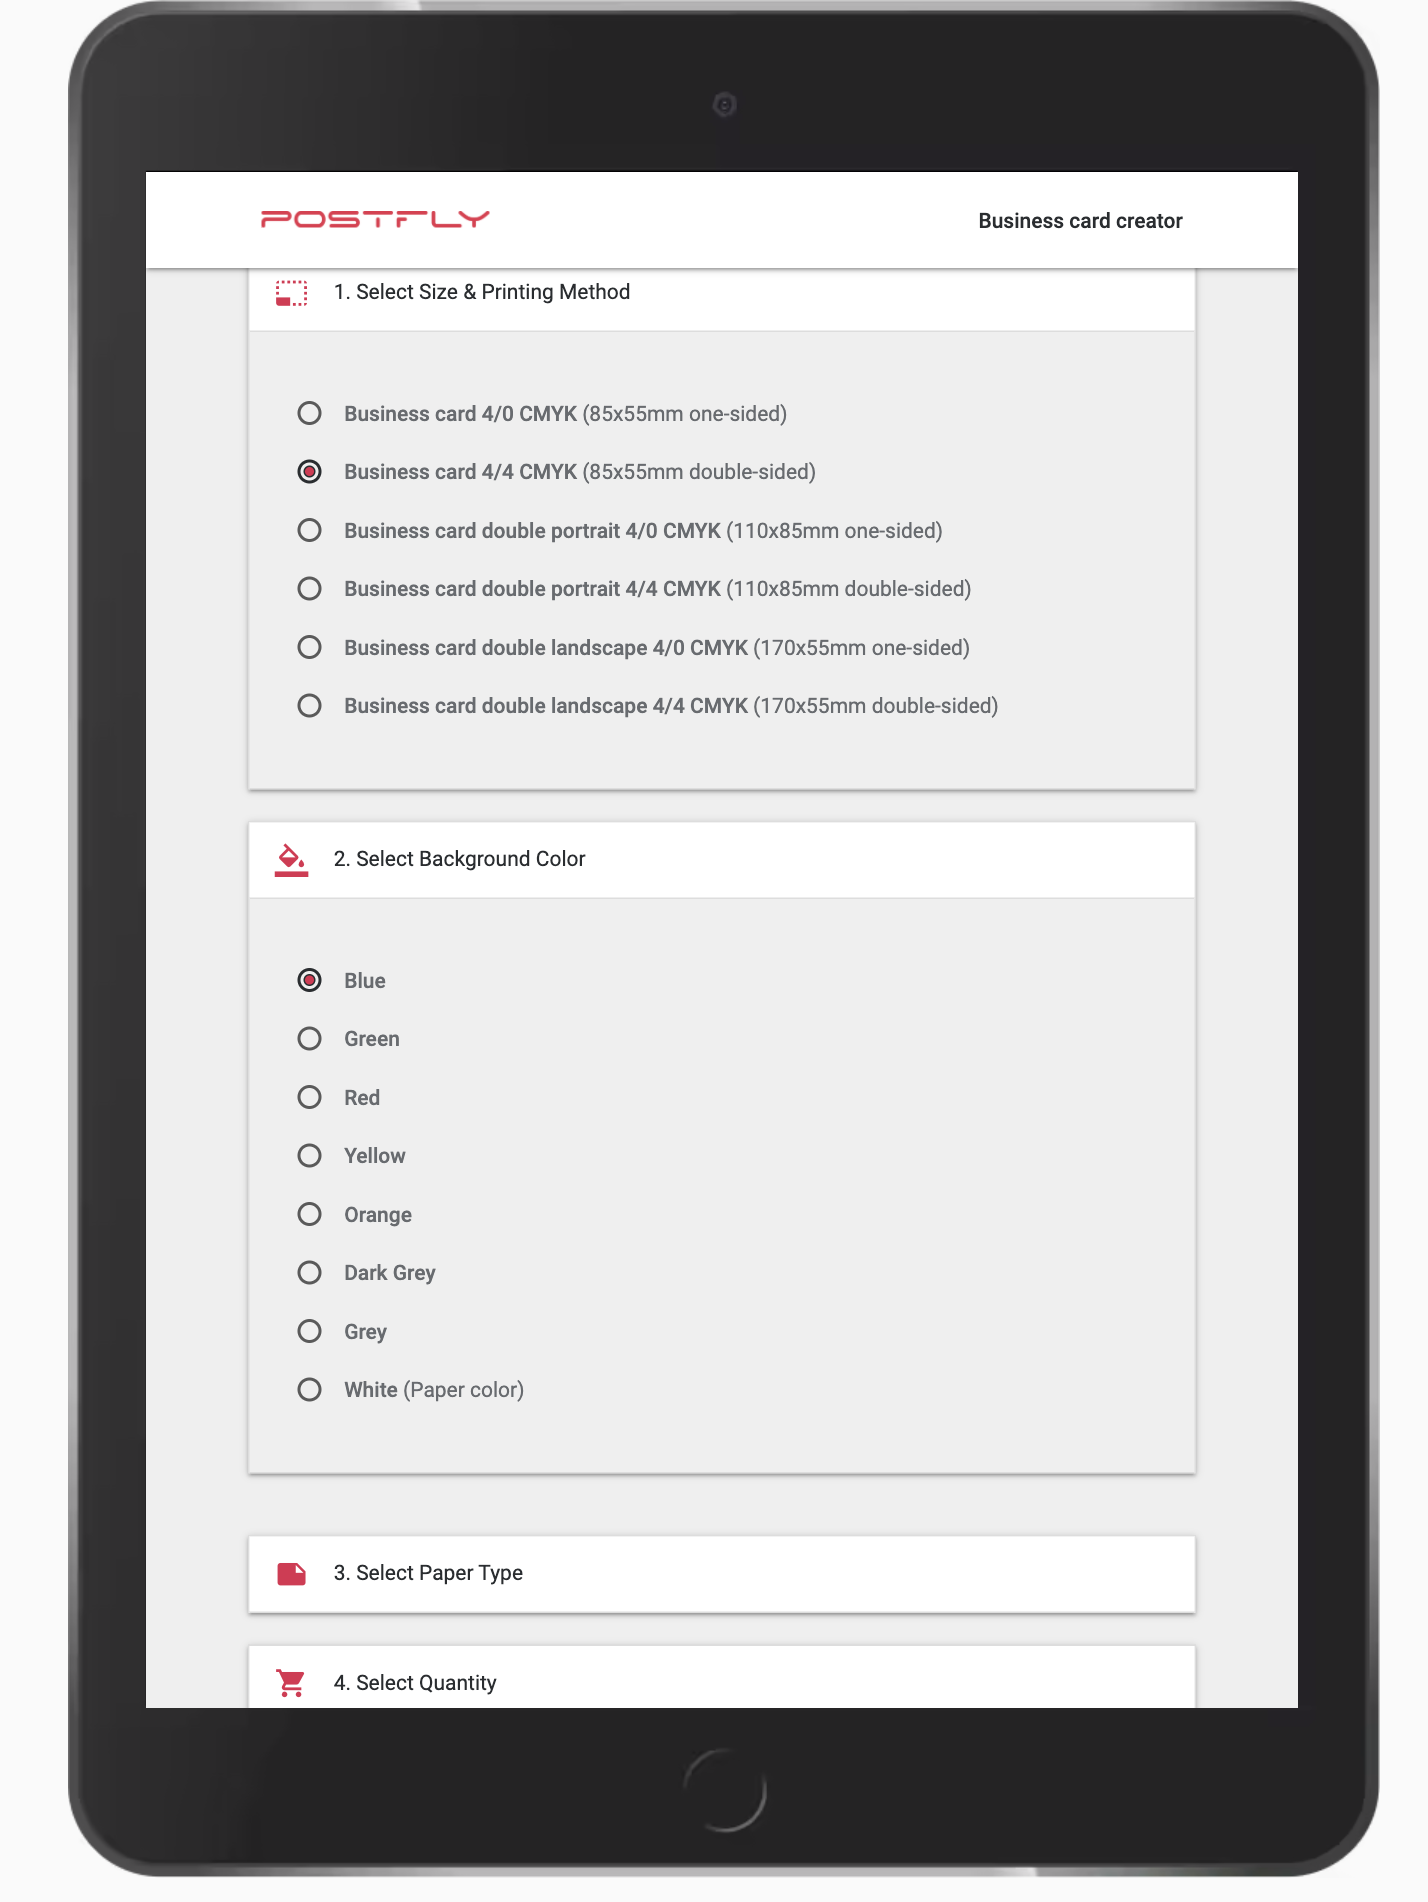 POSTFLY
Business card creator
1. Select Size & Printing Method
Business card 4/0 CMYK (85x55mm one-sided)
Business card 4/4 CMYK (85x55mm double-sided)
Business card double portrait 4/0 CMYK (110x85mm one-sided)
Business card double portrait 4/4 CMYK (110x85mm double-sided)
Business card double landscape 4/0 CMYK (170x55mm one-sided)
Business card double landscape 4/4 CMYK (170x55mm double-sided)
2. Select Background Color
Blue
Green
Red
Yellow
Orange
Dark Grey
Grey
White (Paper color)
3. Select Paper Type
4. Select Quantity